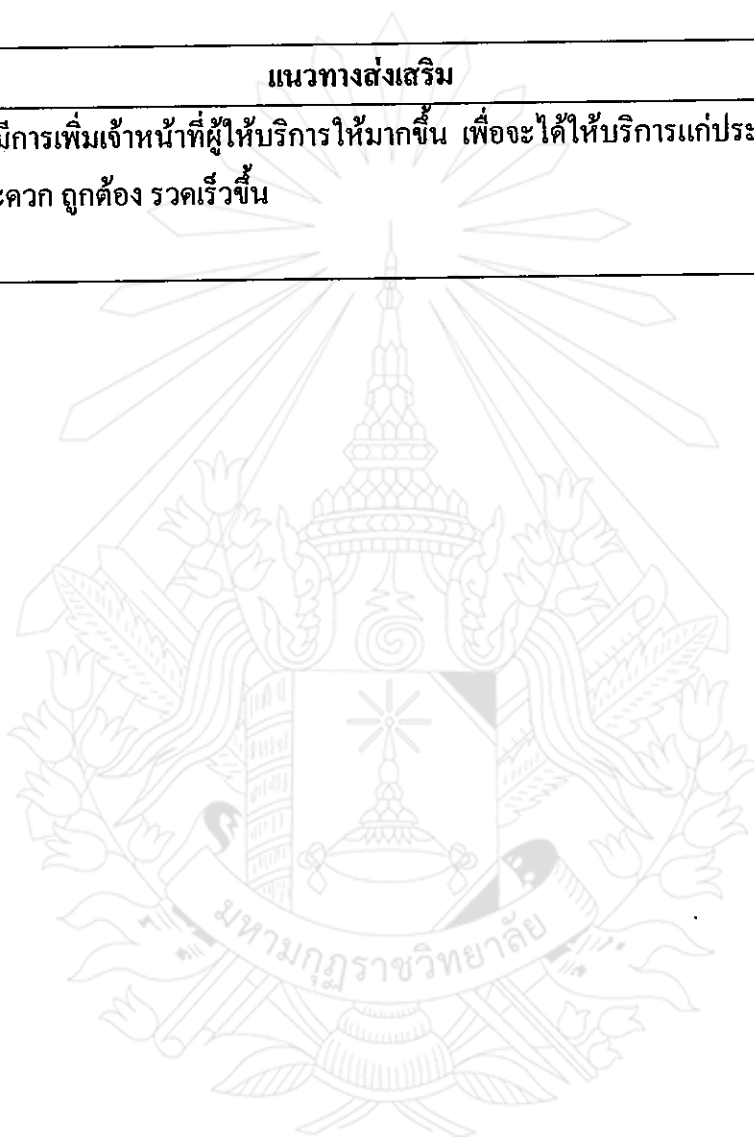 แนวทางส่งเสริม
มีการเพิ่มเจ้าหน้าที่ผู้ให้บริการให้มากขึ้น เพื่อจะได้ให้บริการแก่ประ
ะดวก ถูกต้อง รวดเร็วขึ้น
มหามกุฏราชวิทยาลัย